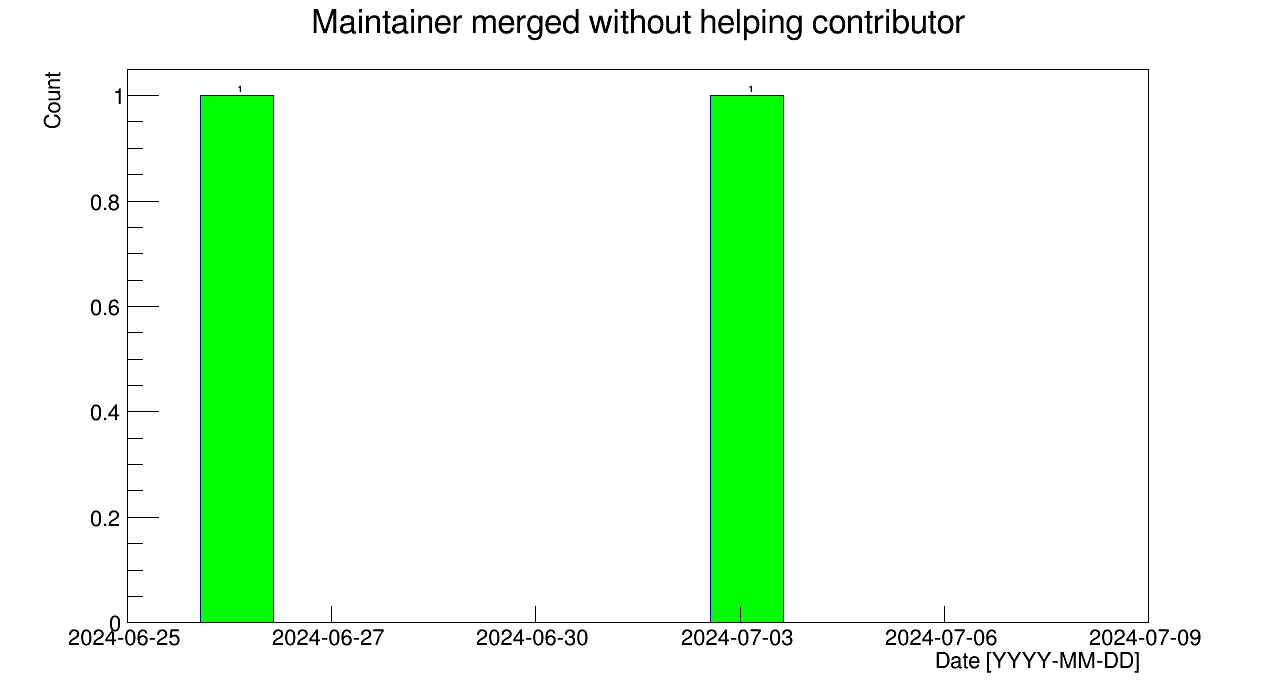 Maintainer merged without helping contributor
Count
1
1
1
0.8
0.6
0.4
0.2
0
2024-06-25 2024-06-27 2024-06-30 2024-07-03 2024-07-06 2024-07-09
Date [YYYY-MM-DD]